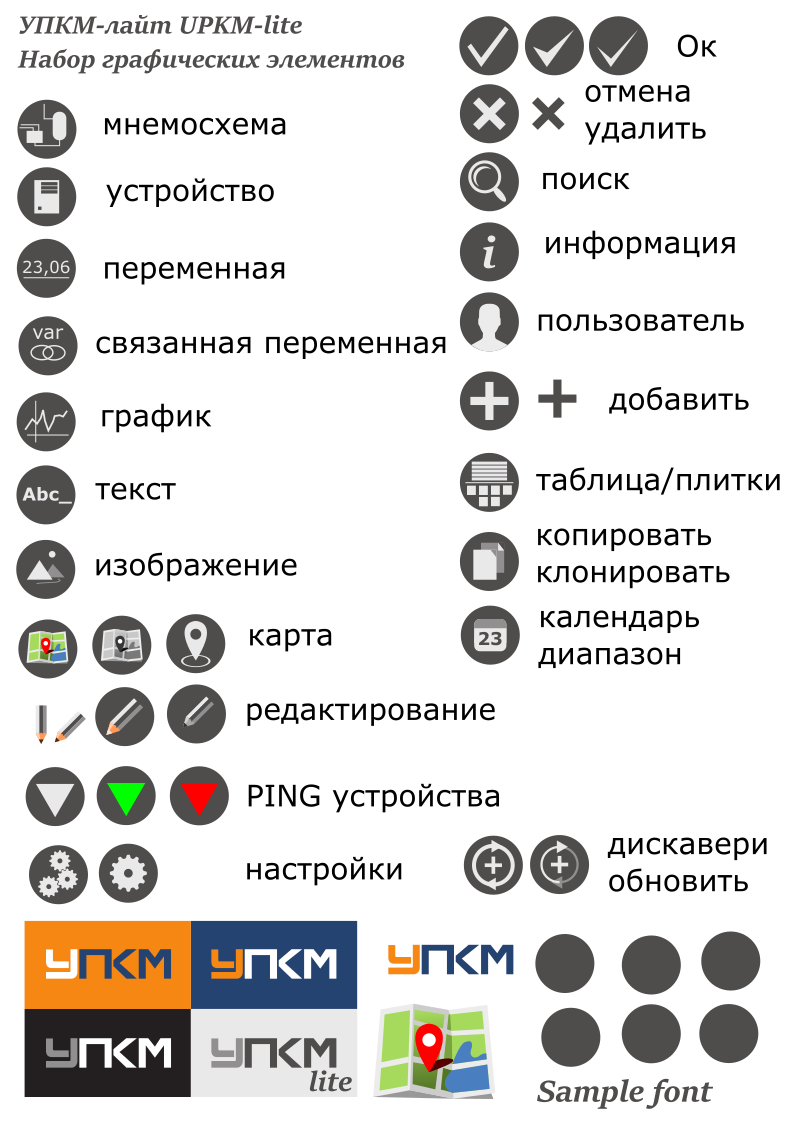 УПКМ-лайт UPKM-lite
Набор графических элементов
мнемосхема
устройство
23,06
переменная
var
связанная переменная
график
Abc_
текст
изображение
карта
редактирование
PING устройства
настройки
Ок
отмена
удалить
поиск
i
информация
пользователь
добавить
таблица/плитки
копировать
клонировать
23
календарь
диапазон
дискавери
обновить
УПКМ
УПКМ
УПКМ
УПКМ
УПКМ
lite
Sample font